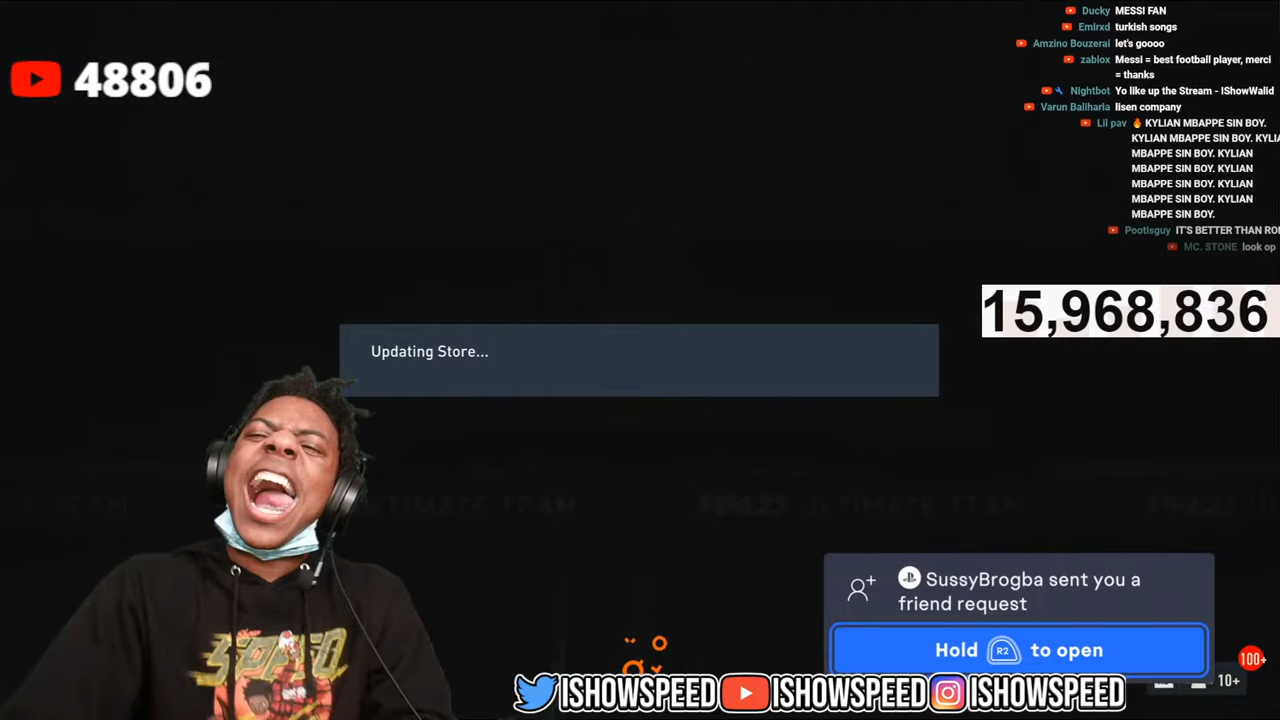 Ducky MESSI FAN
Emirxd turkish songs
Amzino Bouzerai let's goooo
zablox Messi = best football player, merci
= thanks
Nightbot Yo like up the Stream - IShowWalid
Varun Baliharia lisen company
Lil pav 🔥 KYLIAN MBAPPE SIN BOY.
KYLIAN MBAPPE SIN BOY. KYLIA
MBAPPE SIN BOY. KYLIAN
MBAPPE SIN BOY. KYLIAN
MBAPPE SIN BOY. KYLIAN
MBAPPE SIN BOY. KYLIAN
MBAPPE SIN BOY.
Pootisguy IT'S BETTER THAN RO
MC. STONE look op
48806
15,968,836
Updating Store...
ULTIMATE TEAM
SussyBrogba sent you a
friend request
Hold R2 to open
100+
10+
ISHOWSPEED ISHOWSPEED ISHOWSPEED